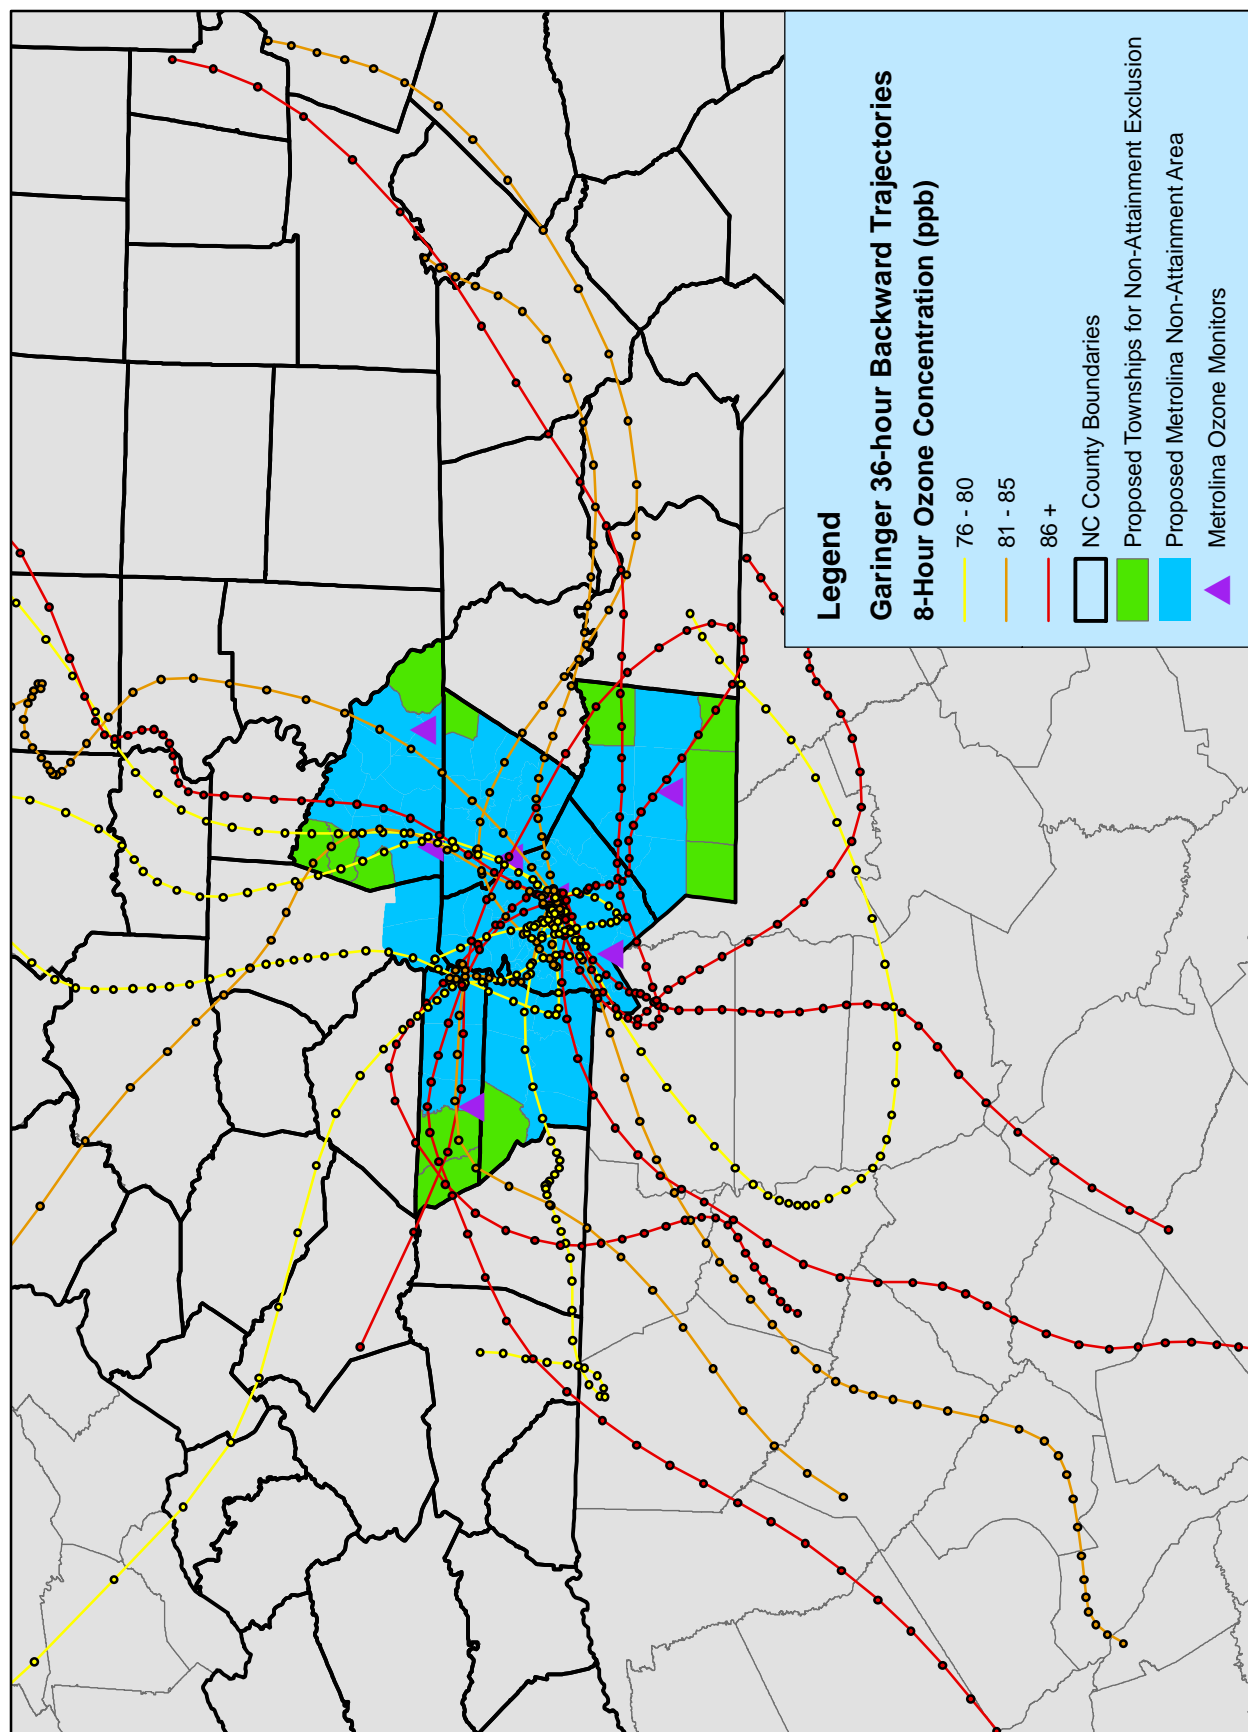 Legend
Garinger 36-hour Backward Trajectories
8-Hour Ozone Concentration (ppb)
76 - 80
81 - 85
86 +
NC County Boundaries
Proposed Townships for Non-Attainment Exclusion
Proposed Metrolina Non-Attainment Area
Metrolina Ozone Monitors